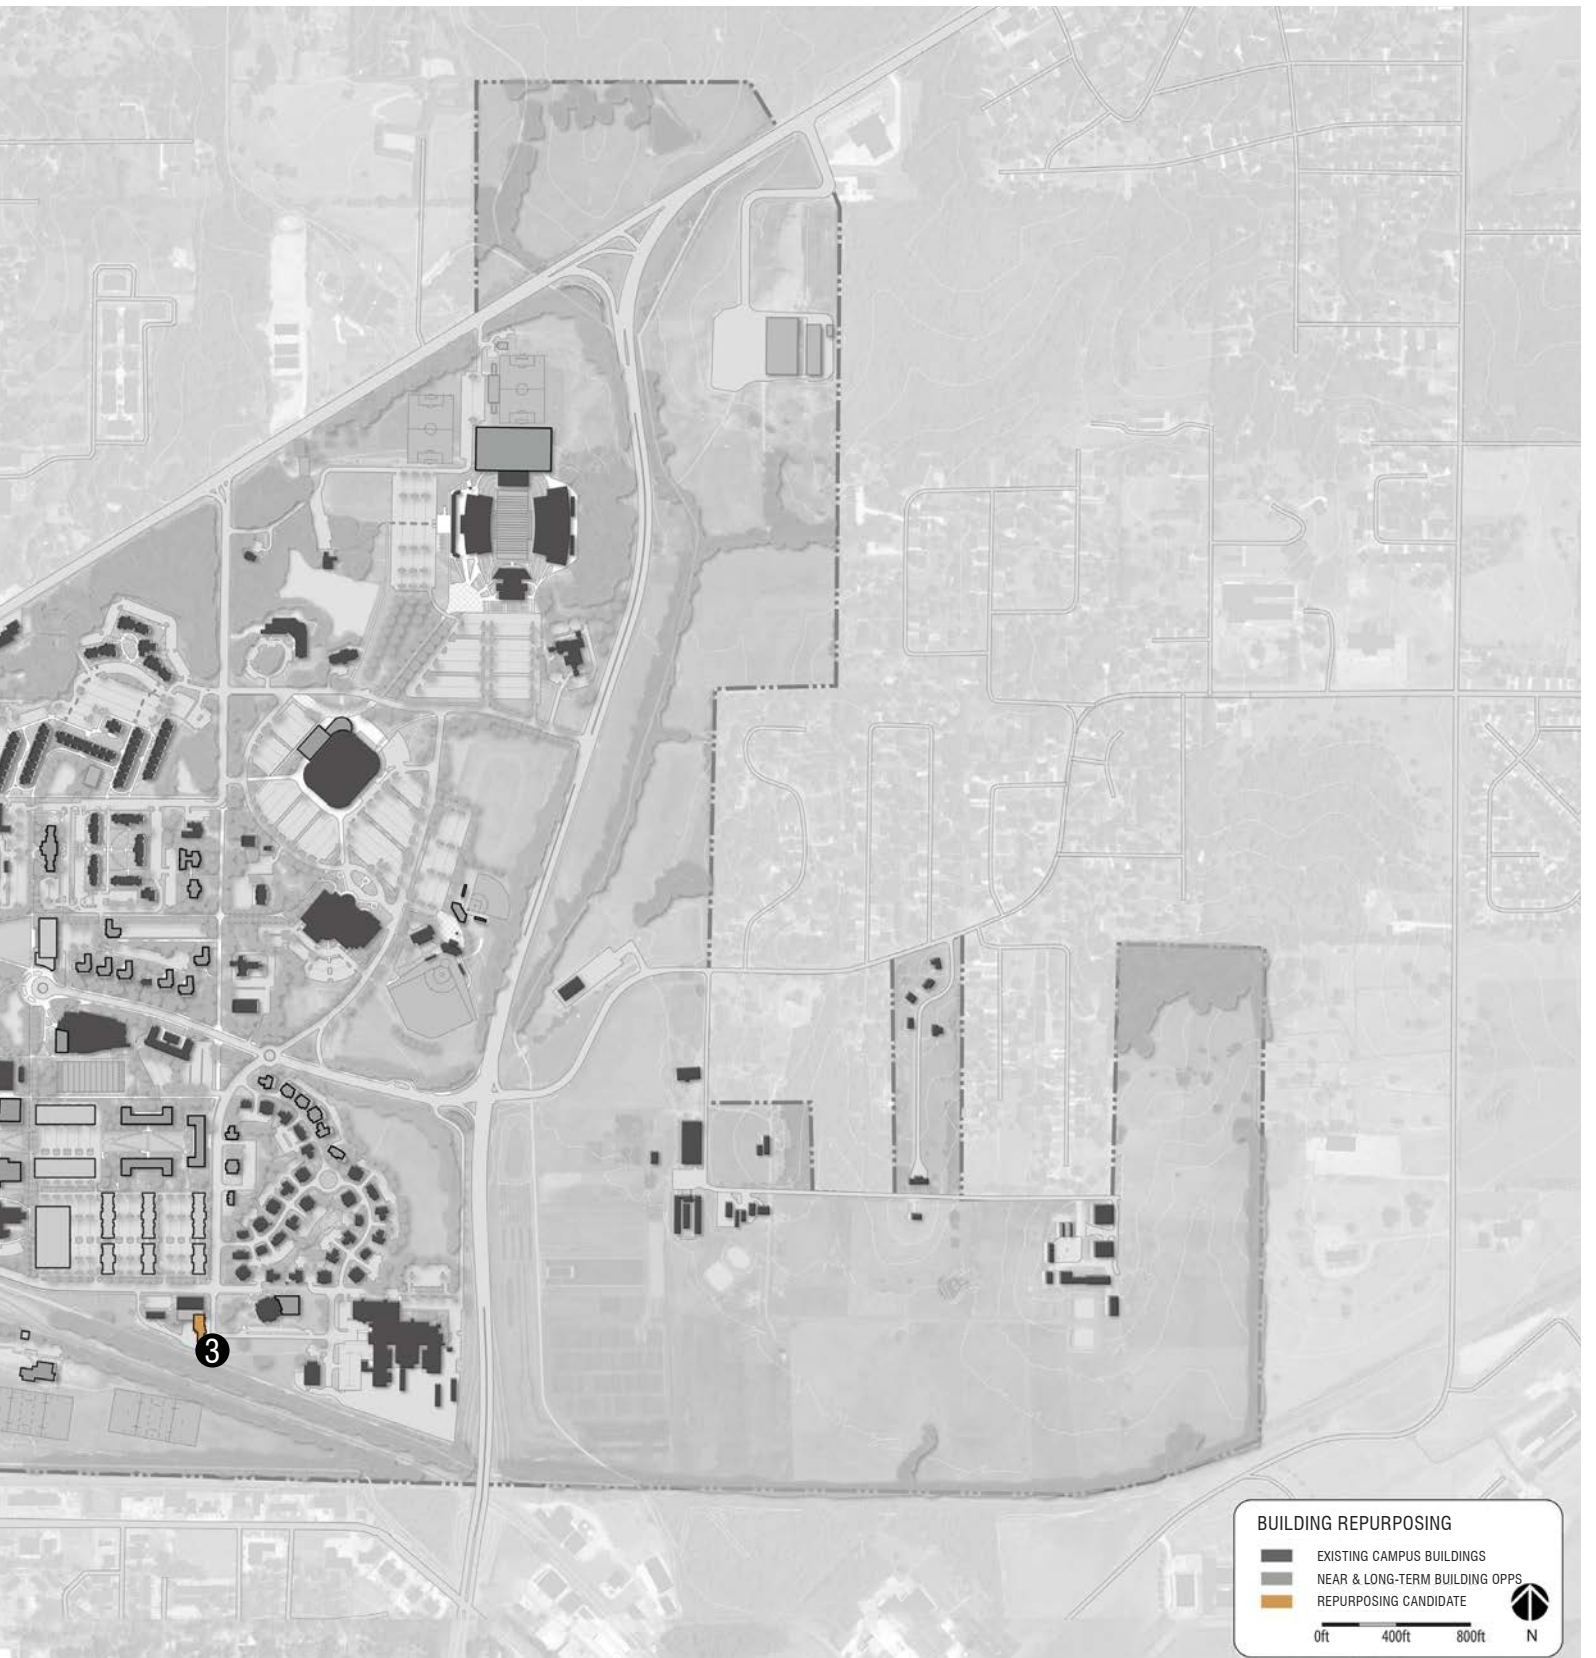 3
BUILDING REPURPOSING
EXISTING CAMPUS BUILDINGS
NEAR & LONG-TERM BUILDING OPPS
REPURPOSING CANDIDATE
0ft 400ft 800ft N